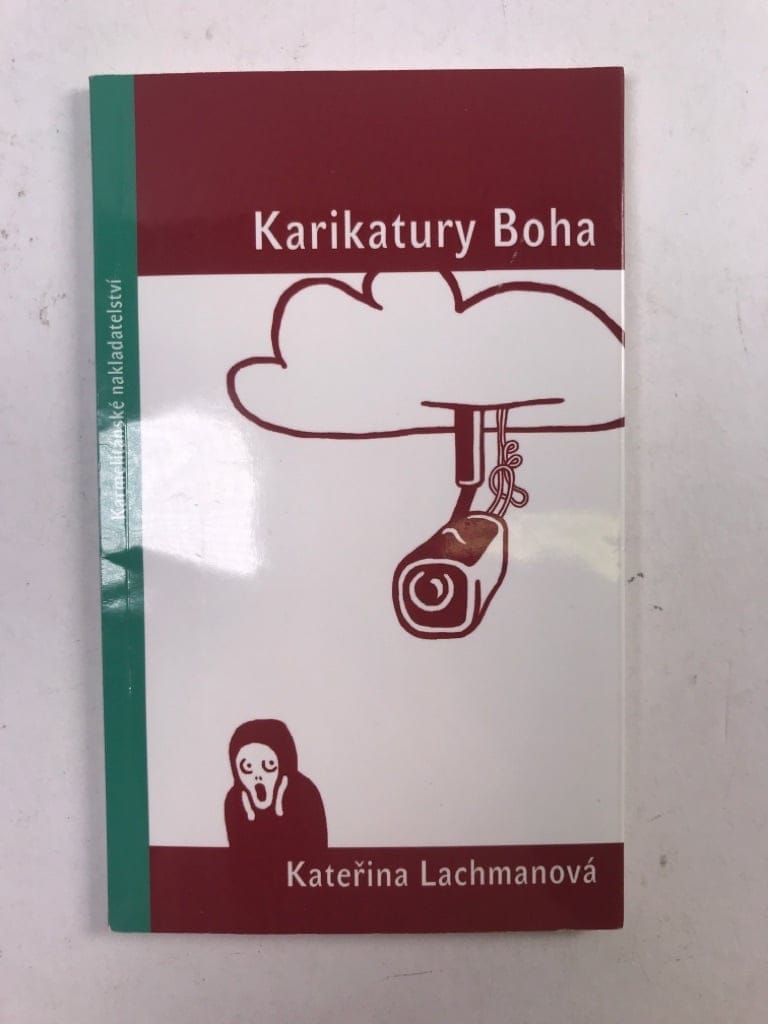 Karikatury Boha
Karmelitánské nakladatelství
Kateřina Lachmanová